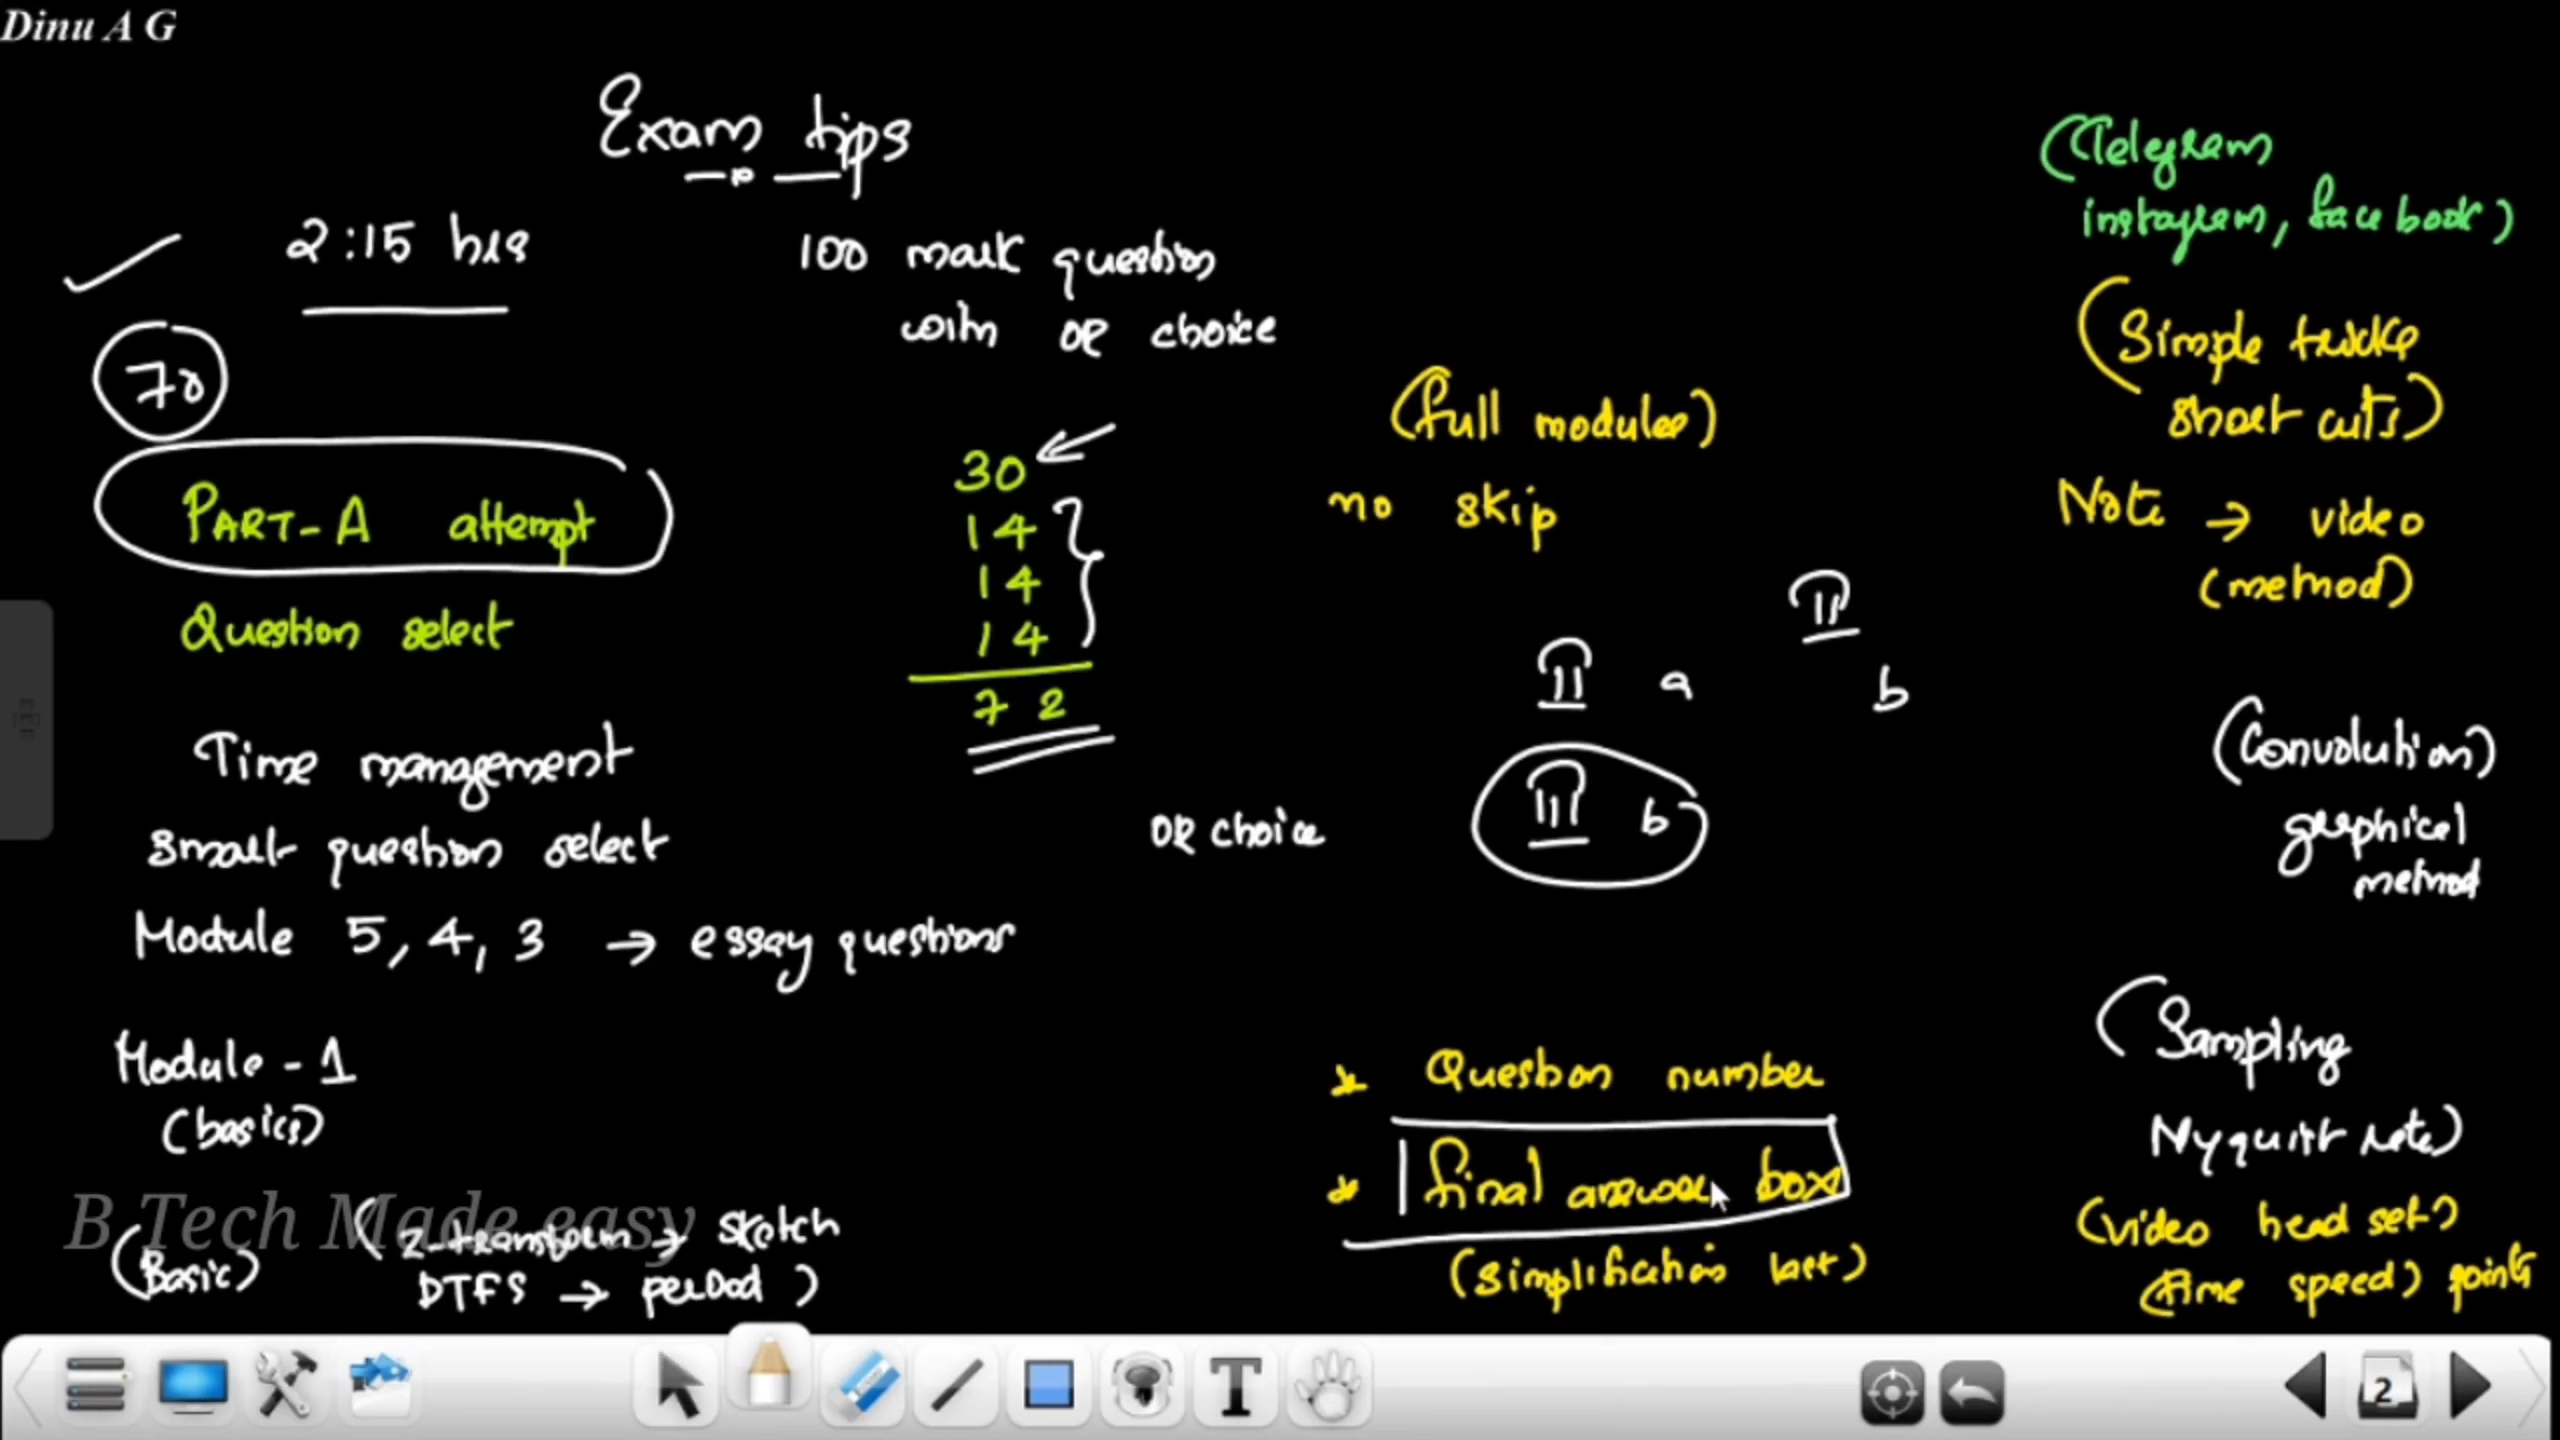 Dinu A G
Exam tips
2:15 hrs
70
PART-A attempt
Question select
Time management
Small question select
Module 5, 4, 3 → essay questions
Module - 1
(basics)
B Tech Made easy
(Basic)
(Z-transform → sketch
DTFS → period)
100 mark question
with OR choice
30
14
14
14
72
(full modules)
no skip
II a
II
b
OR choice
III b
* Question number
* final answer box
(simplification last)
(Telegram
instagram, facebook)
(Simple tricks
short cuts)
Note → video
(method)
(Convolution)
graphical
method
(Sampling
Nyquist rate)
(video head set)
(time speed) points
T
2